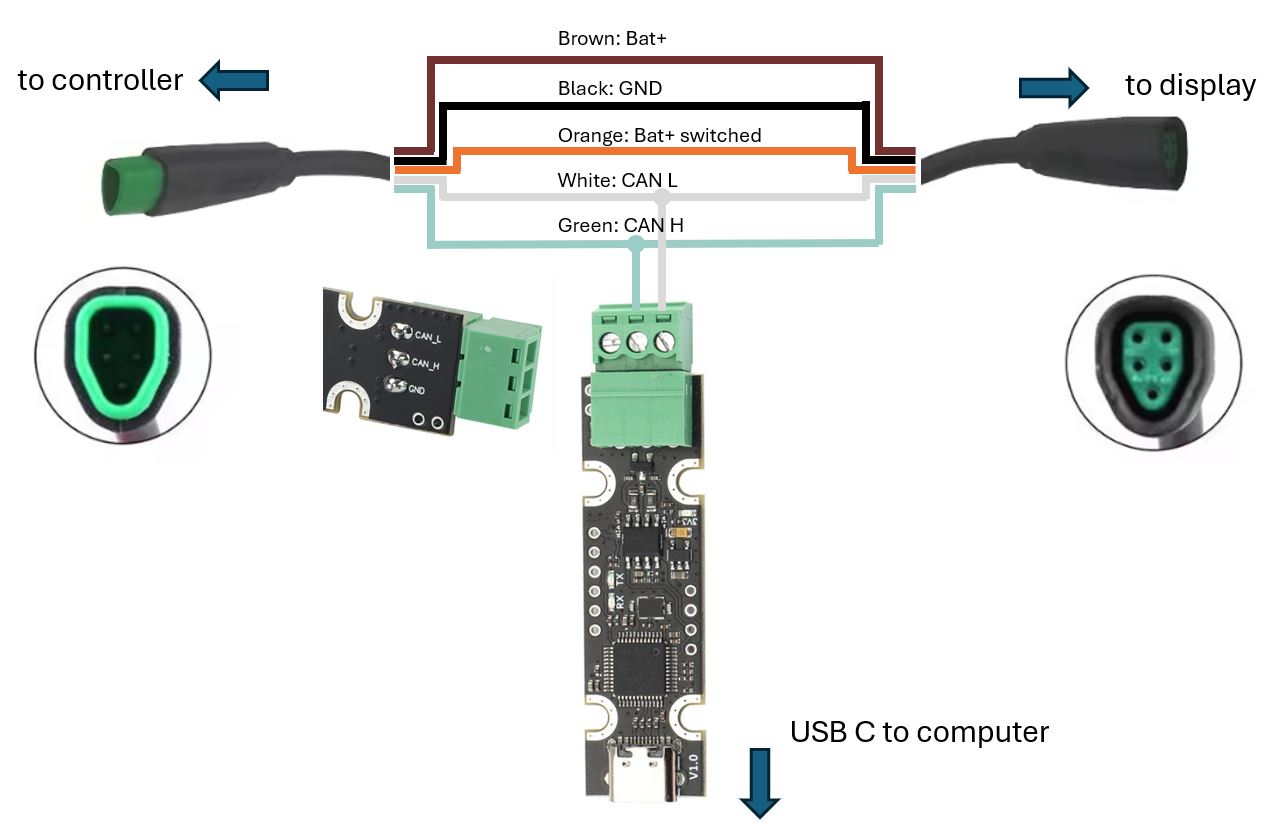 Brown: Bat+
to controller
Black: GND
to display
Orange: Bat+ switched
White: CAN L
Green: CAN H
CAN_L
CAN_H
GND
3V3
TX
RX
USB C to computer
V1.0